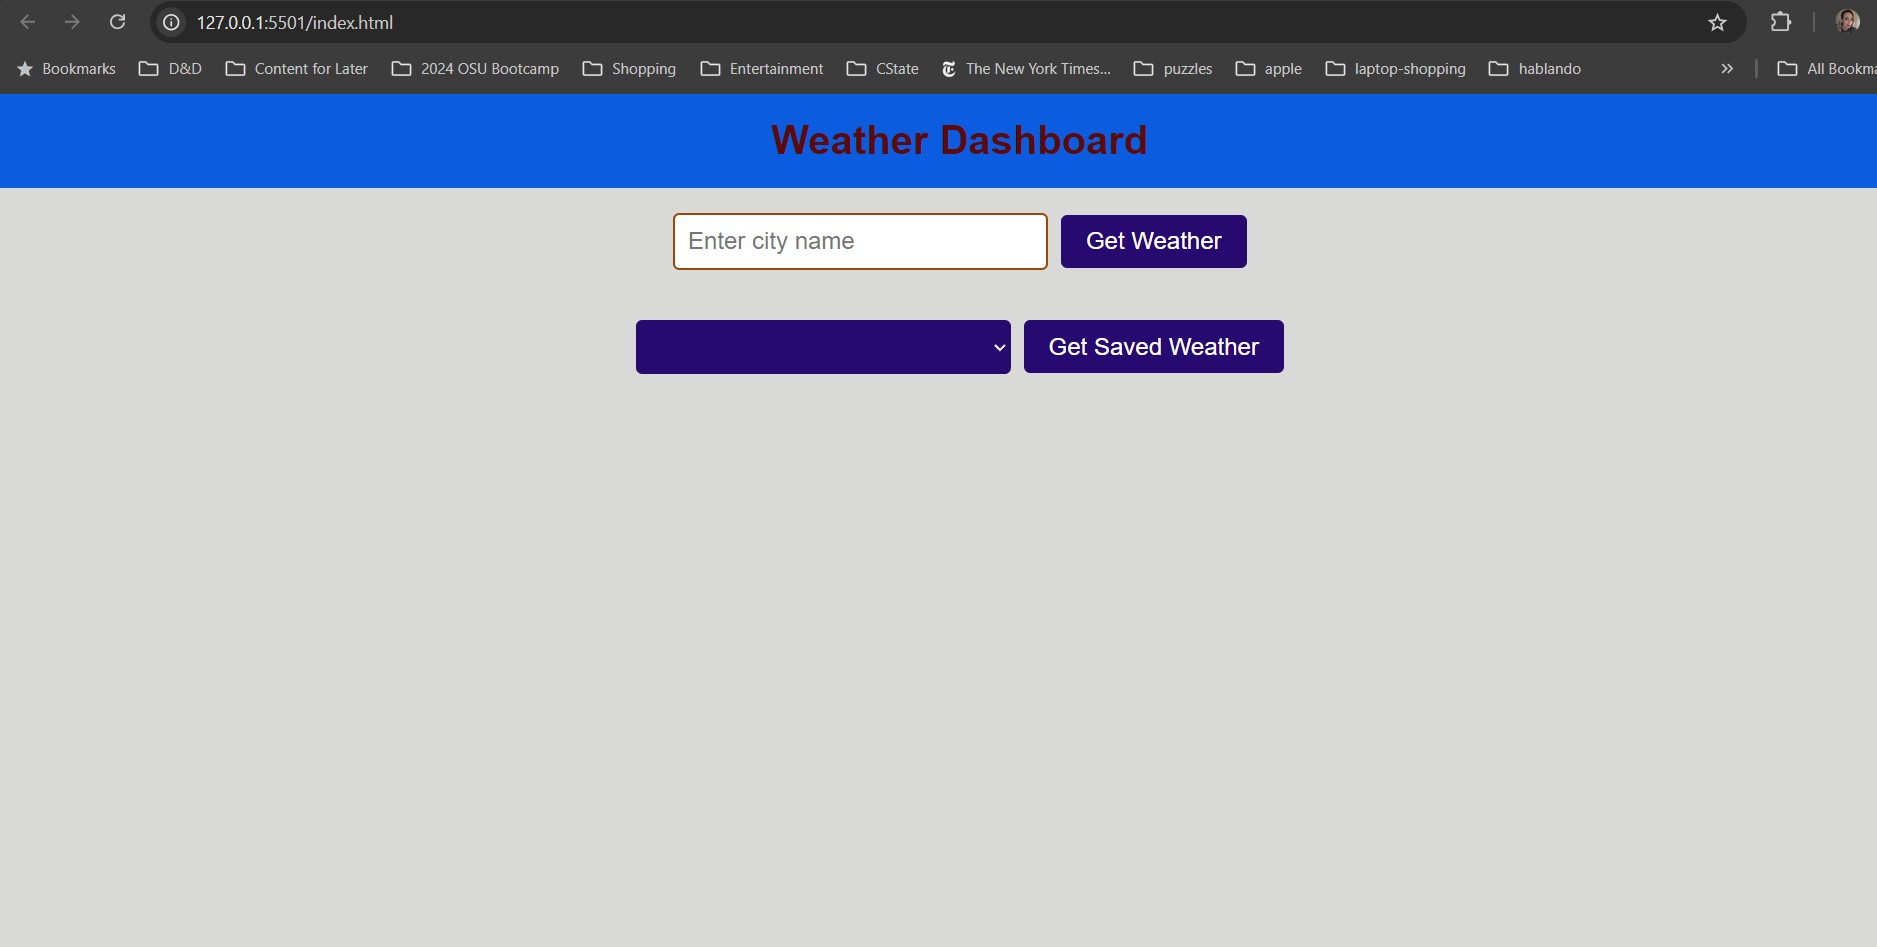 127.0.0.1:5501/index.html
Bookmarks D&D Content for Later 2024 OSU Bootcamp Shopping Entertainment CState The New York Times... puzzles apple laptop-shopping hablando » All Bookma
Weather Dashboard
Enter city name Get Weather
Get Saved Weather